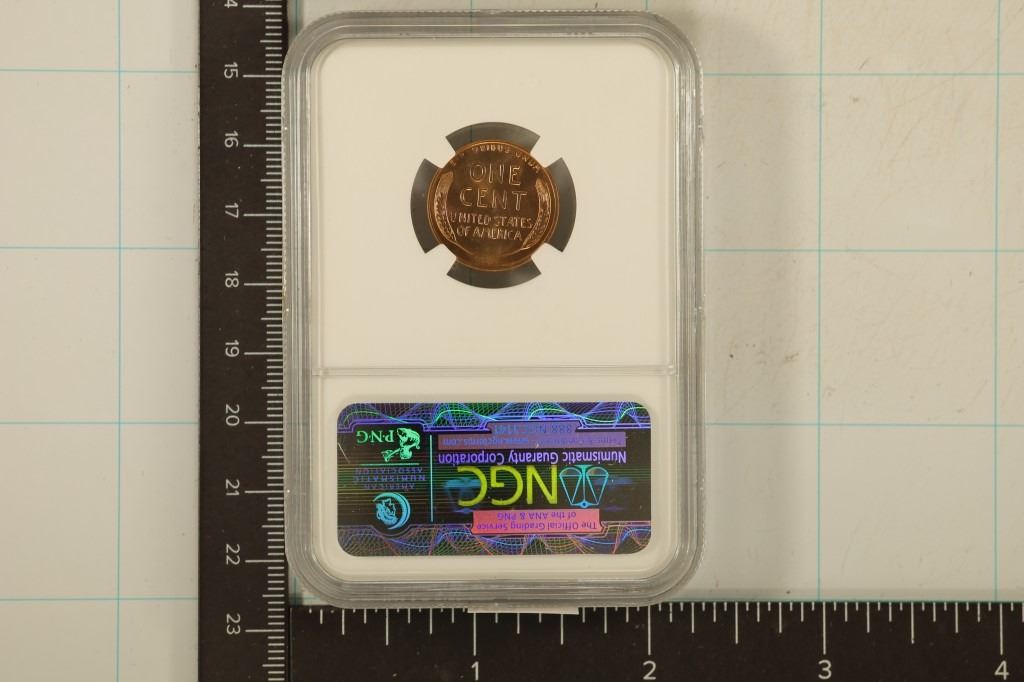 E PLURIBUS UNUM
ONE
CENT
UNITED STATES
OF AMERICA
The Official Grading Service
of the ANA & PNG
NGC
Numismatic Guaranty Corporation
AMERICAN
NUMISMATIC
ASSOCIATION
PNG
14
15
16
17
18
19
20
21
22
23
1
2
3
4